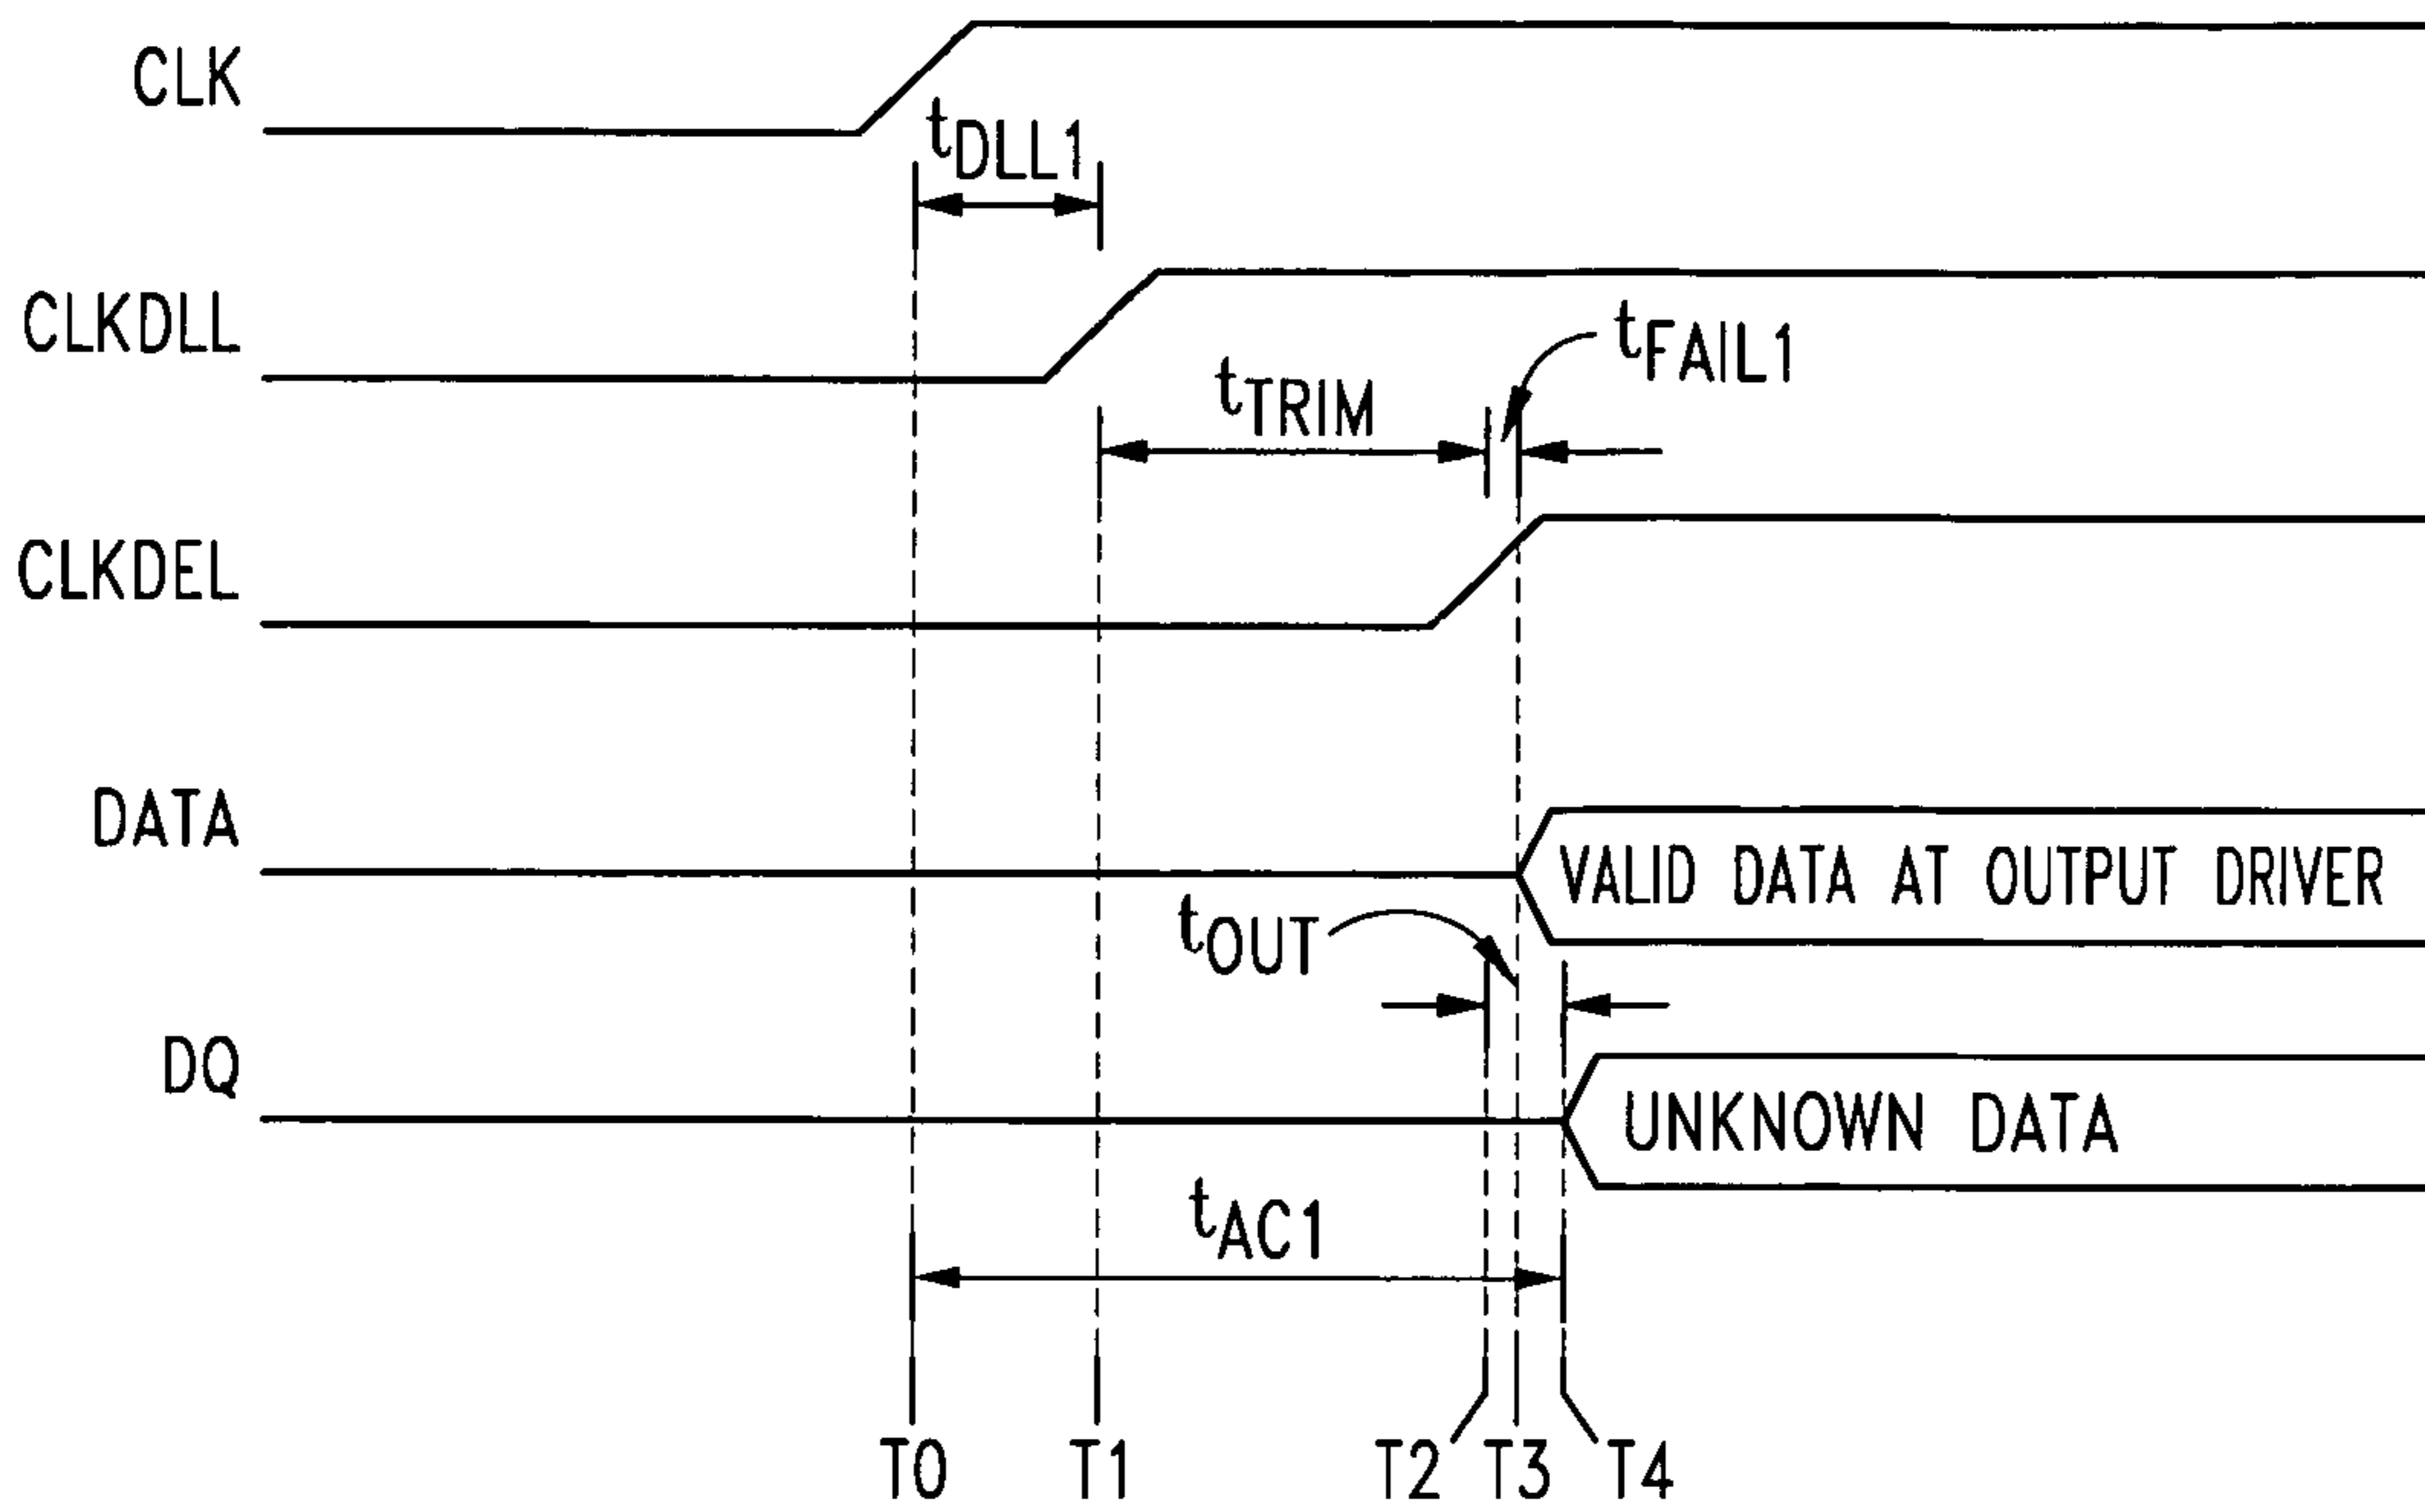 CLK
tDLL1
CLKDLL
tFAIL1
tTRIM
CLKDEL
DATA
VALID DATA AT OUTPUT DRIVER
tOUT
DQ
UNKNOWN DATA
tAC1
T0 T1 T2 T3 T4